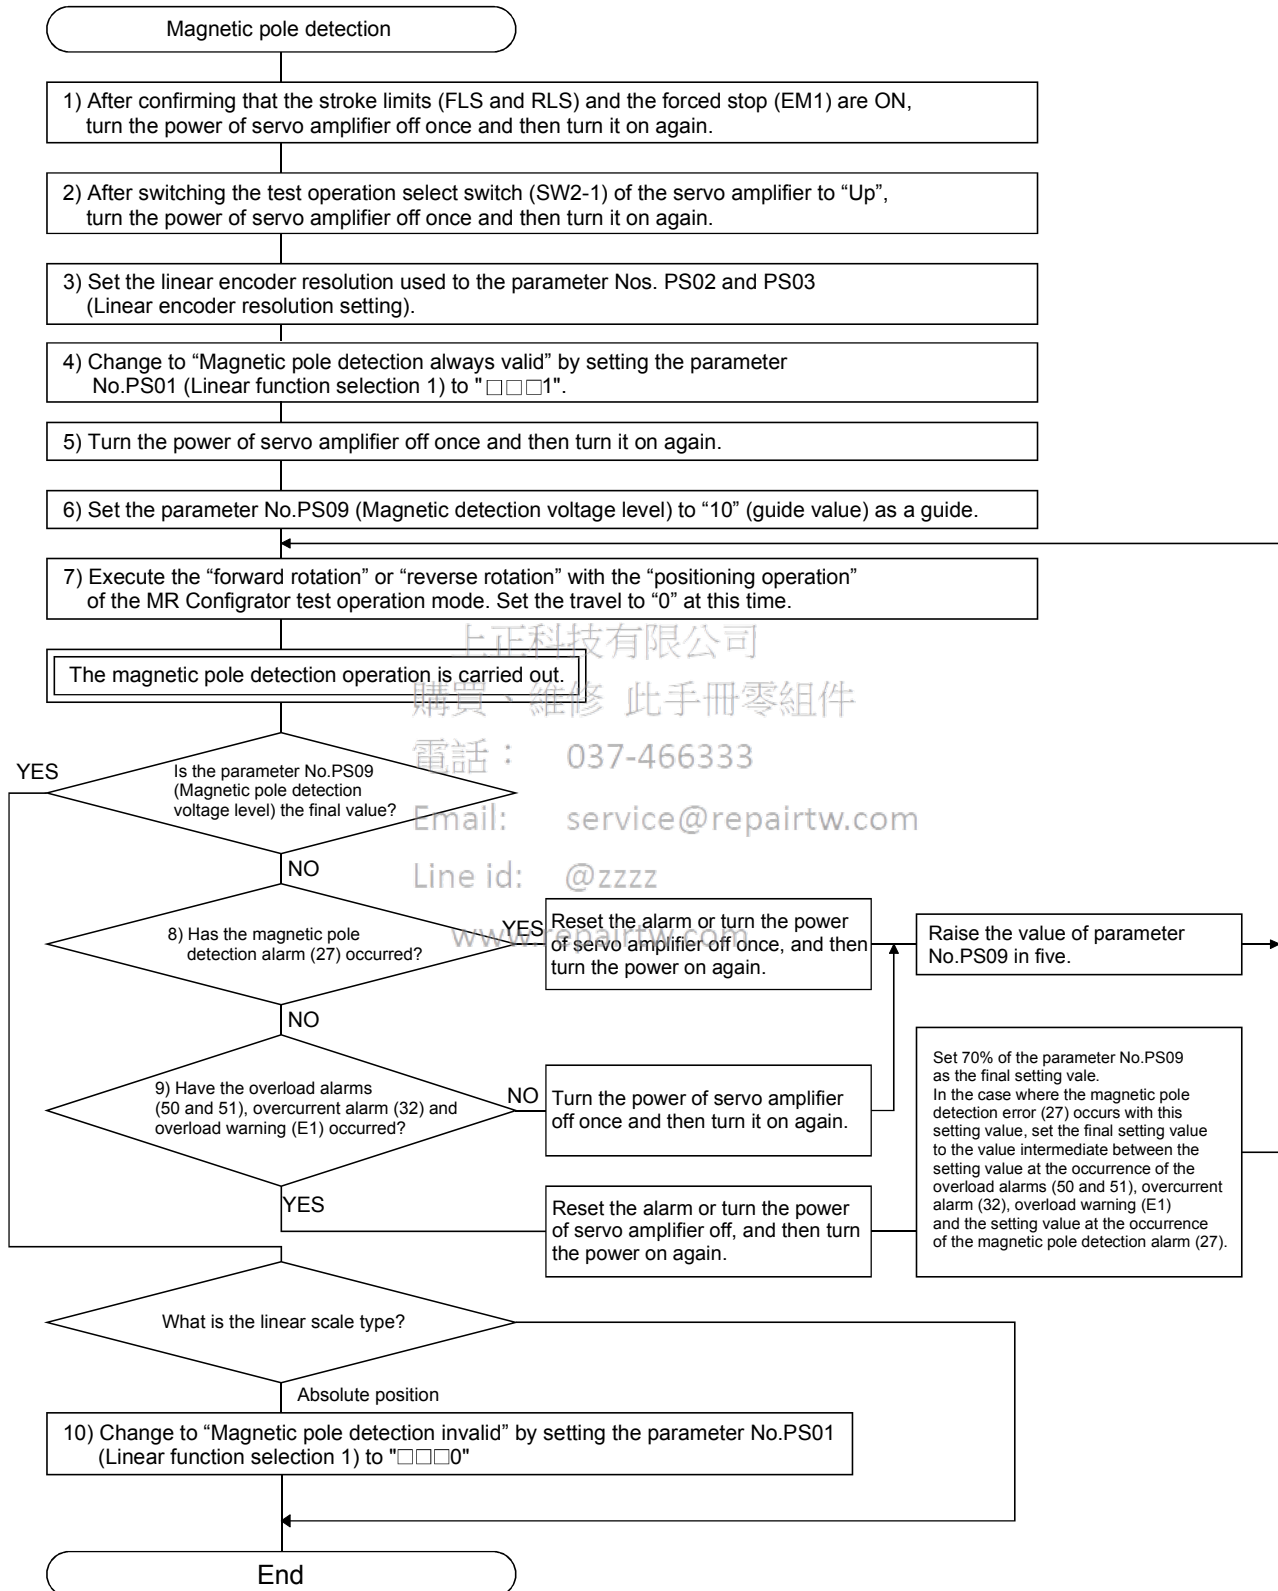 Magnetic pole detection
1) After confirming that the stroke limits (FLS and RLS) and the forced stop (EM1) are ON,
turn the power of servo amplifier off once and then turn it on again.
2) After switching the test operation select switch (SW2-1) of the servo amplifier to “Up”,
turn the power of servo amplifier off once and then turn it on again.
3) Set the linear encoder resolution used to the parameter Nos. PS02 and PS03
(Linear encoder resolution setting).
4) Change to “Magnetic pole detection always valid” by setting the parameter
No.PS01 (Linear function selection 1) to "□□□1".
5) Turn the power of servo amplifier off once and then turn it on again.
6) Set the parameter No.PS09 (Magnetic detection voltage level) to “10” (guide value) as a guide.
7) Execute the “forward rotation” or “reverse rotation” with the “positioning operation”
of the MR Configrator test operation mode. Set the travel to “0” at this time.
上正科技有限公司
The magnetic pole detection operation is carried out.
購買、維修 此手冊零組件
電話： 037-466333
YES
Is the parameter No.PS09
(Magnetic pole detection
voltage level) the final value?
Email: service@repairtw.com
NO
Line id: @zzzz
8) Has the magnetic pole
detection alarm (27) occurred?
YES
www.repairtw.com
Reset the alarm or turn the power
of servo amplifier off once, and then
turn the power on again.
Raise the value of parameter
No.PS09 in five.
NO
9) Have the overload alarms
(50 and 51), overcurrent alarm (32) and
overload warning (E1) occurred?
NO
Turn the power of servo amplifier
off once and then turn it on again.
Set 70% of the parameter No.PS09
as the final setting vale.
In the case where the magnetic pole
detection error (27) occurs with this
setting value, set the final setting value
to the value intermediate between the
setting value at the occurrence of the
overload alarms (50 and 51), overcurrent
alarm (32), overload warning (E1)
and the setting value at the occurrence
of the magnetic pole detection alarm (27).
YES
Reset the alarm or turn the power
of servo amplifier off, and then turn
the power on again.
What is the linear scale type?
Absolute position
10) Change to “Magnetic pole detection invalid” by setting the parameter No.PS01
(Linear function selection 1) to "□□□0"
End